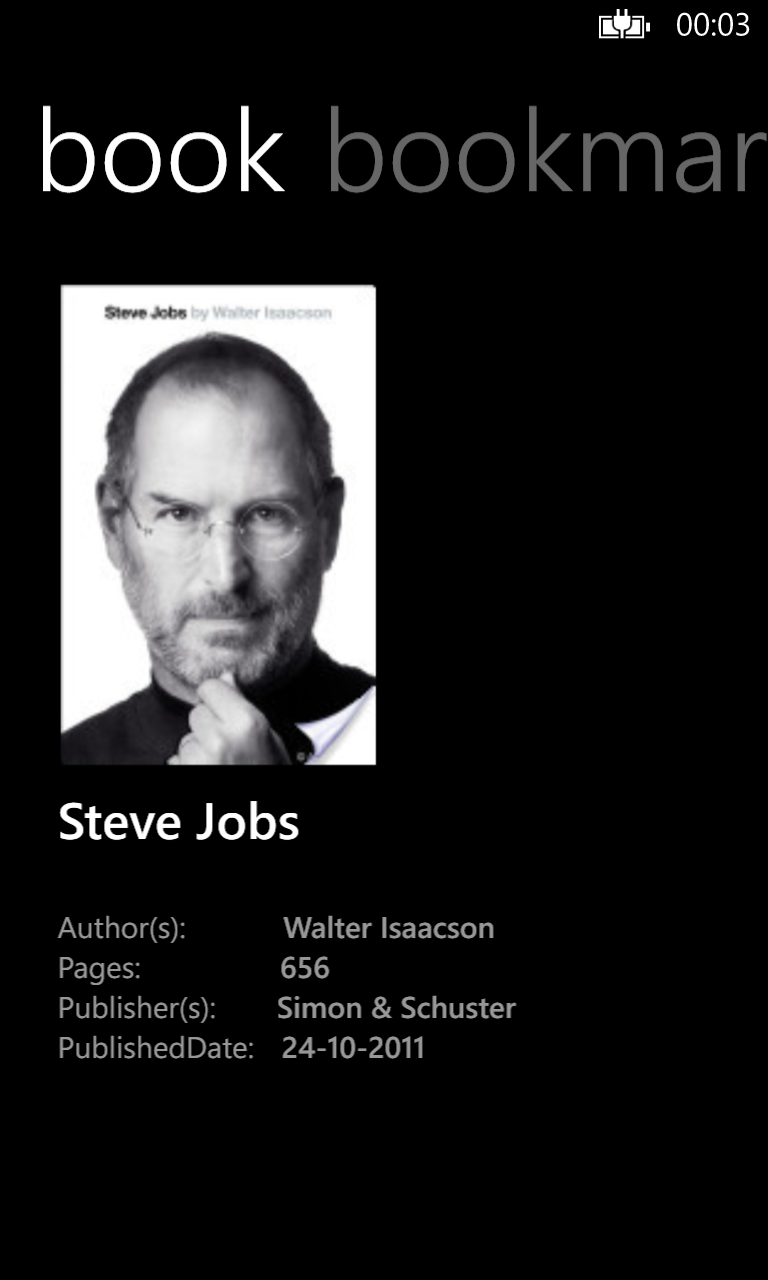 00:03
book bookmar
Steve Jobs by Walter Isaacson
Steve Jobs
Author(s): Walter Isaacson
Pages: 656
Publisher(s): Simon & Schuster
PublishedDate: 24-10-2011